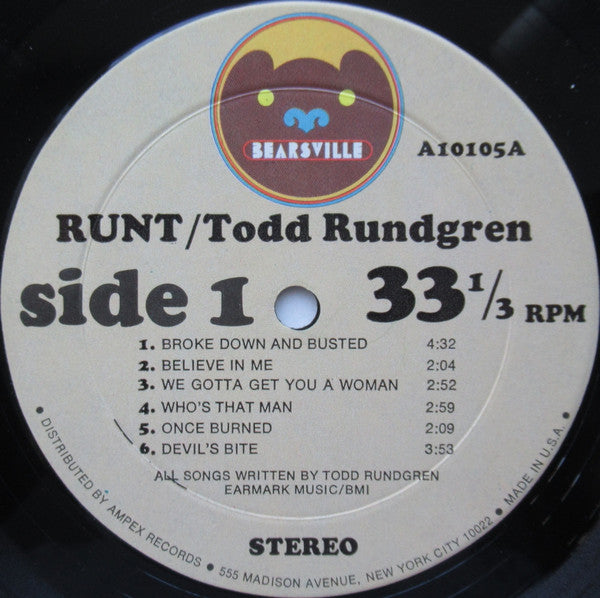 BEARSVILLE
A10105A
RUNT/Todd Rundgren
side 1
33 1/3 RPM
1. BROKE DOWN AND BUSTED 4:32
2. BELIEVE IN ME 2:04
3. WE GOTTA GET YOU A WOMAN 2:52
4. WHO'S THAT MAN 2:59
5. ONCE BURNED 2:09
6. DEVIL'S BITE 3:53
ALL SONGS WRITTEN BY TODD RUNDGREN
EARMARK MUSIC/BMI
STEREO
• DISTRIBUTED BY AMPEX RECORDS • 555 MADISON AVENUE, NEW YORK CITY 10022 • MADE IN U.S.A. •